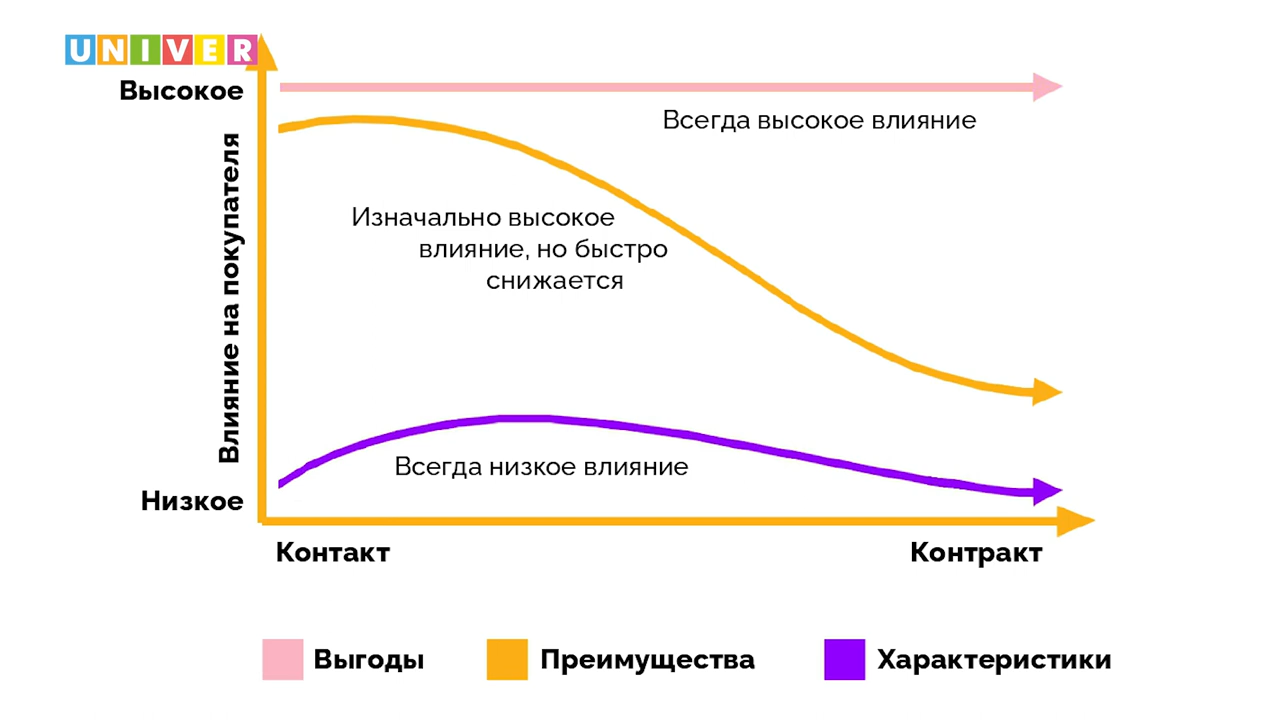 UNIVER
Высокое
Всегда высокое влияние
Влияние на покупателя
Изначально высокое
влияние, но быстро
снижается
Всегда низкое влияние
Низкое
Контакт
Контракт
Выгоды
Преимущества
Характеристики